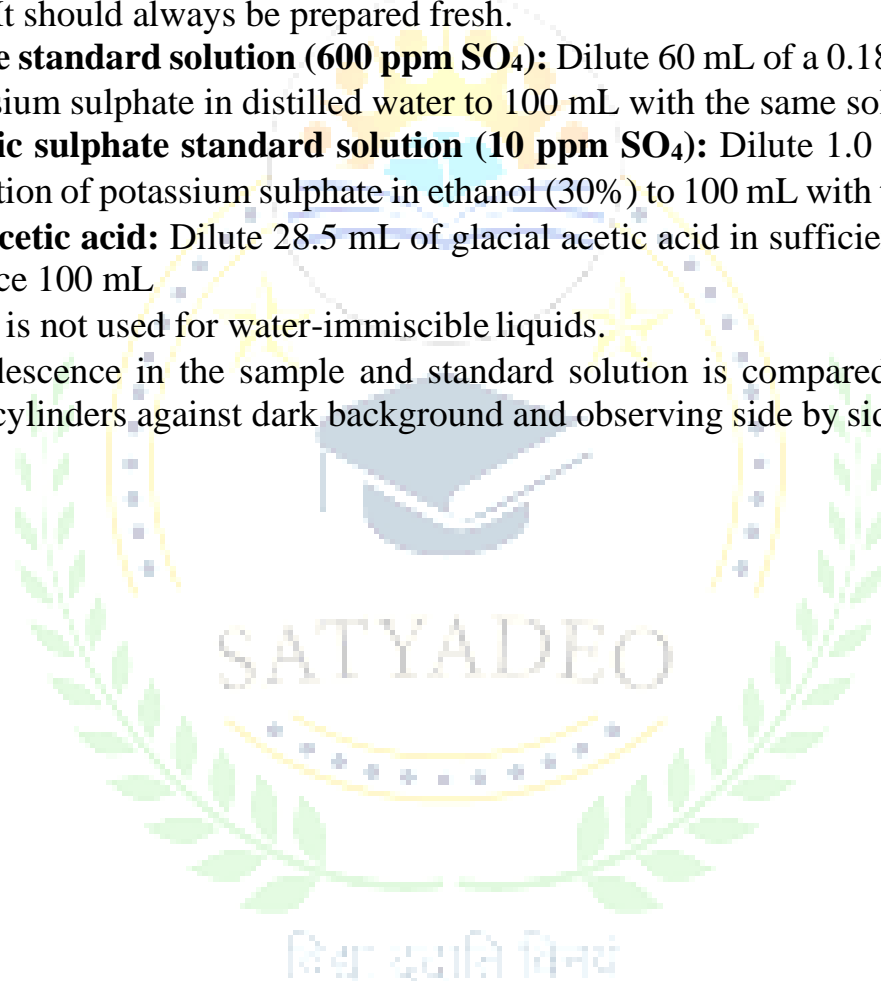 It should always be prepared fresh.
e standard solution (600 ppm SO₄): Dilute 60 mL of a 0.18
sium sulphate in distilled water to 100 mL with the same sol
ic sulphate standard solution (10 ppm SO₄): Dilute 1.0
tion of potassium sulphate in ethanol (30%) to 100 mL with
cetic acid: Dilute 28.5 mL of glacial acetic acid in sufficie
ce 100 mL
is not used for water-immiscible liquids.
lescence in the sample and standard solution is compared
cylinders against dark background and observing side by sid
SATYADEO